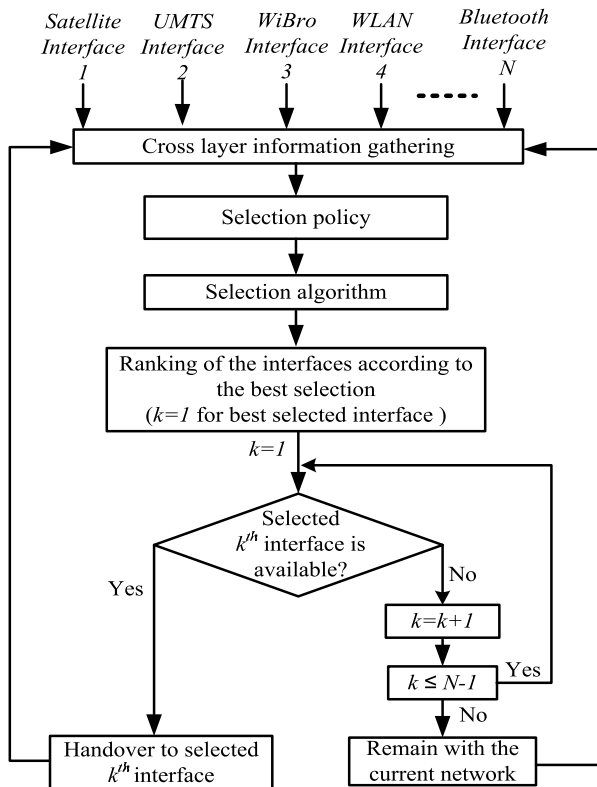 Satellite Interface 1
UMTS Interface 2
WiBro Interface 3
WLAN Interface 4
Bluetooth Interface N
Cross layer information gathering
Selection policy
Selection algorithm
Ranking of the interfaces according to
the best selection
(k=1 for best selected interface )
k=1
Selected
kth interface is
available?
Yes
No
k=k+1
k ≤ N-1
Yes
No
Handover to selected
kth interface
Remain with the
current network